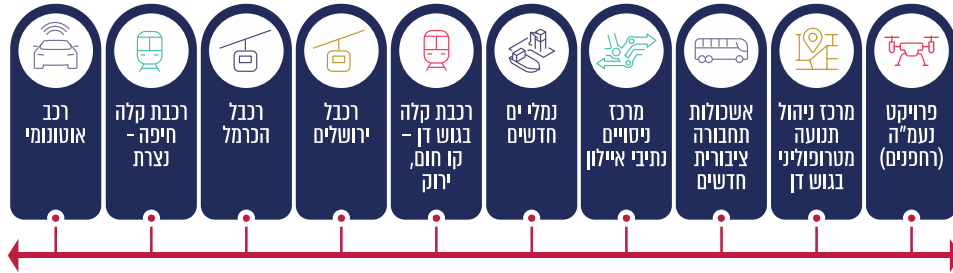 פרויקט
נעמ"ה
(רחפנים)
מרכז ניהול
תנועה
מטרופוליני
בגוש דן
אשכולות
תחבורה
ציבורית
חדשים
מרכז
ניסויים
נתיבי איילון
נמלי ים
חדשים
רכבת קלה
בגוש דן –
קו חום,
ירוק
רכבל
ירושלים
רכבל
הכרמל
רכבת קלה
חיפה -
נצרת
רכב
אוטונומי